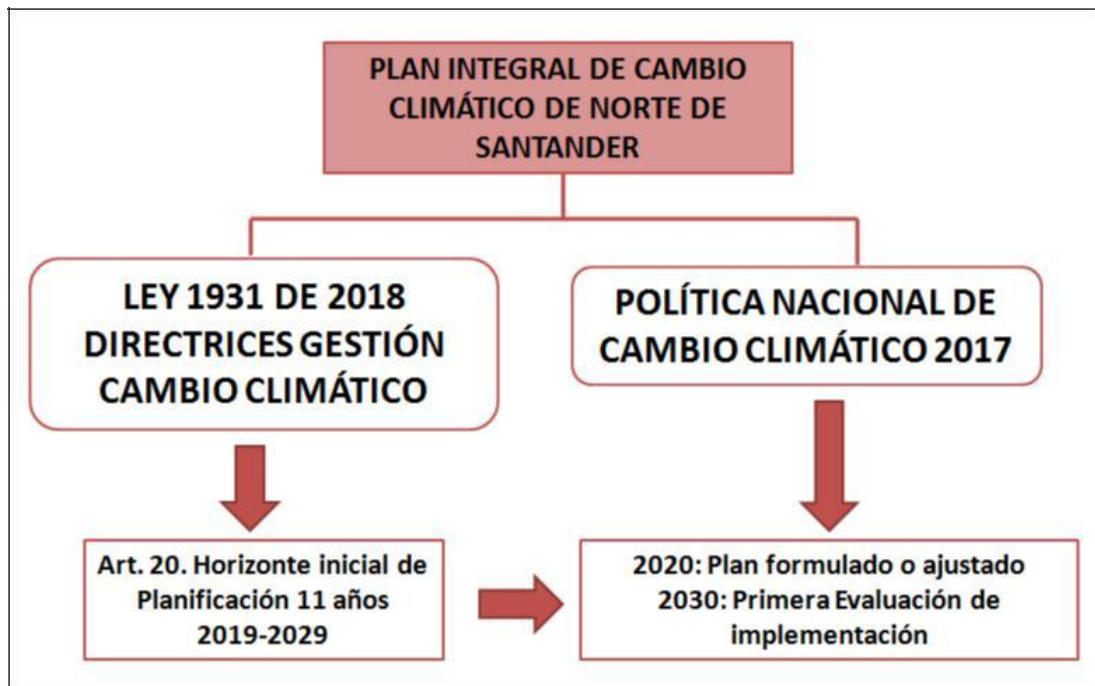 PLAN INTEGRAL DE CAMBIO
CLIMÁTICO DE NORTE DE
SANTANDER
LEY 1931 DE 2018
DIRECTRICES GESTIÓN
CAMBIO CLIMÁTICO
POLÍTICA NACIONAL DE
CAMBIO CLIMÁTICO 2017
Art. 20. Horizonte inicial de
Planificación 11 años
2019-2029
2020: Plan formulado o ajustado
2030: Primera Evaluación de
implementación